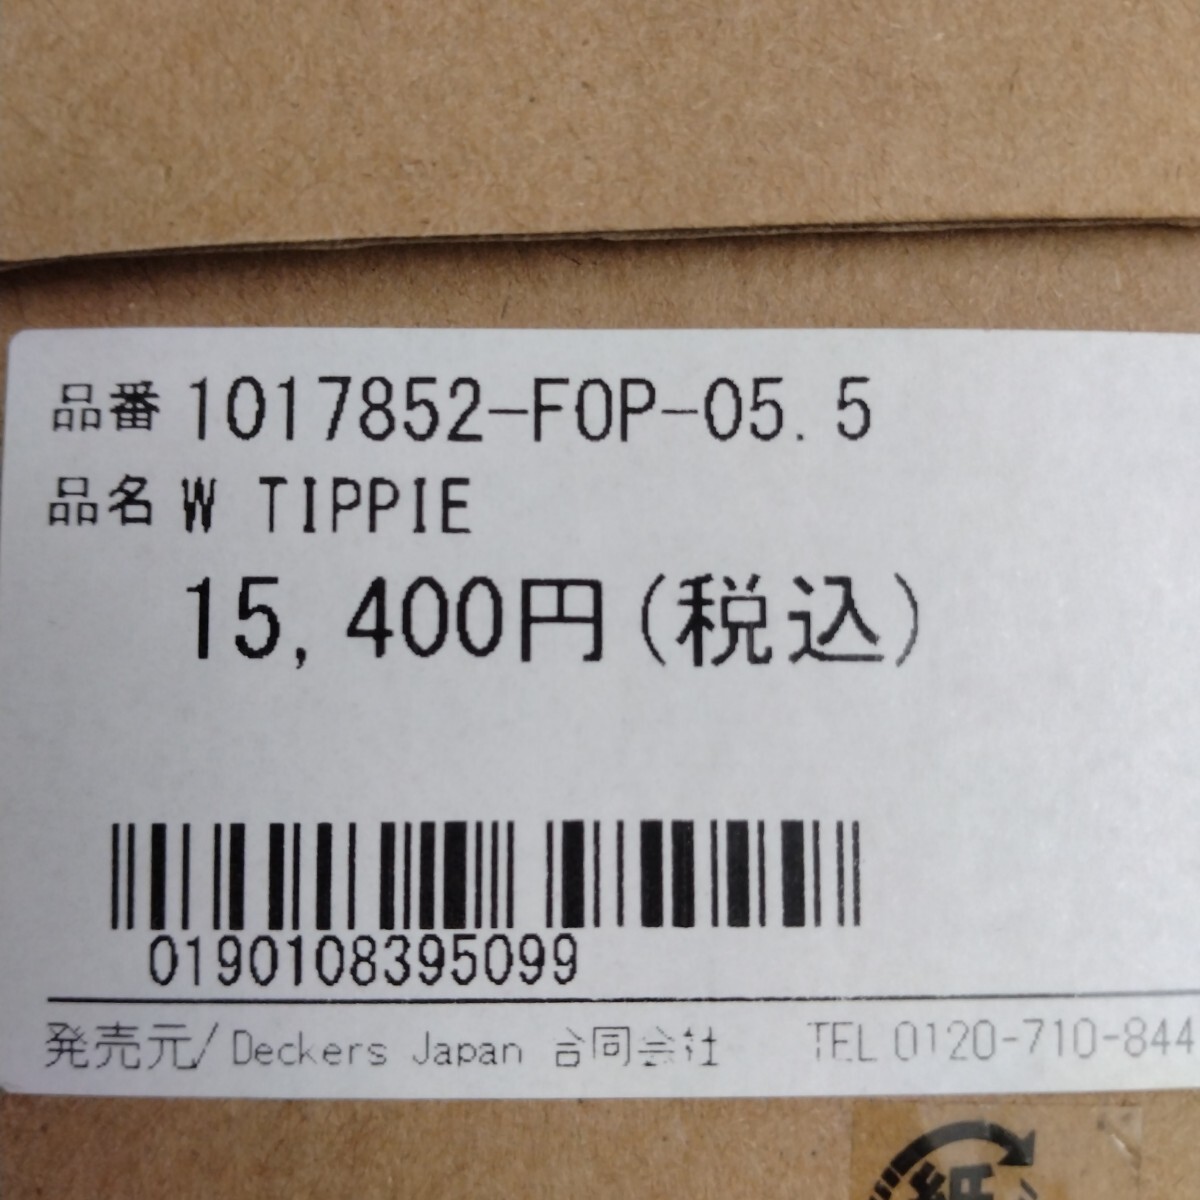 品番 1017852-FOP-05.5
品名 W TIPPIE
15,400円(税込)
0190108395099
発売元/Deckers Japan 合同会社 TEL 0120-710-844
紙